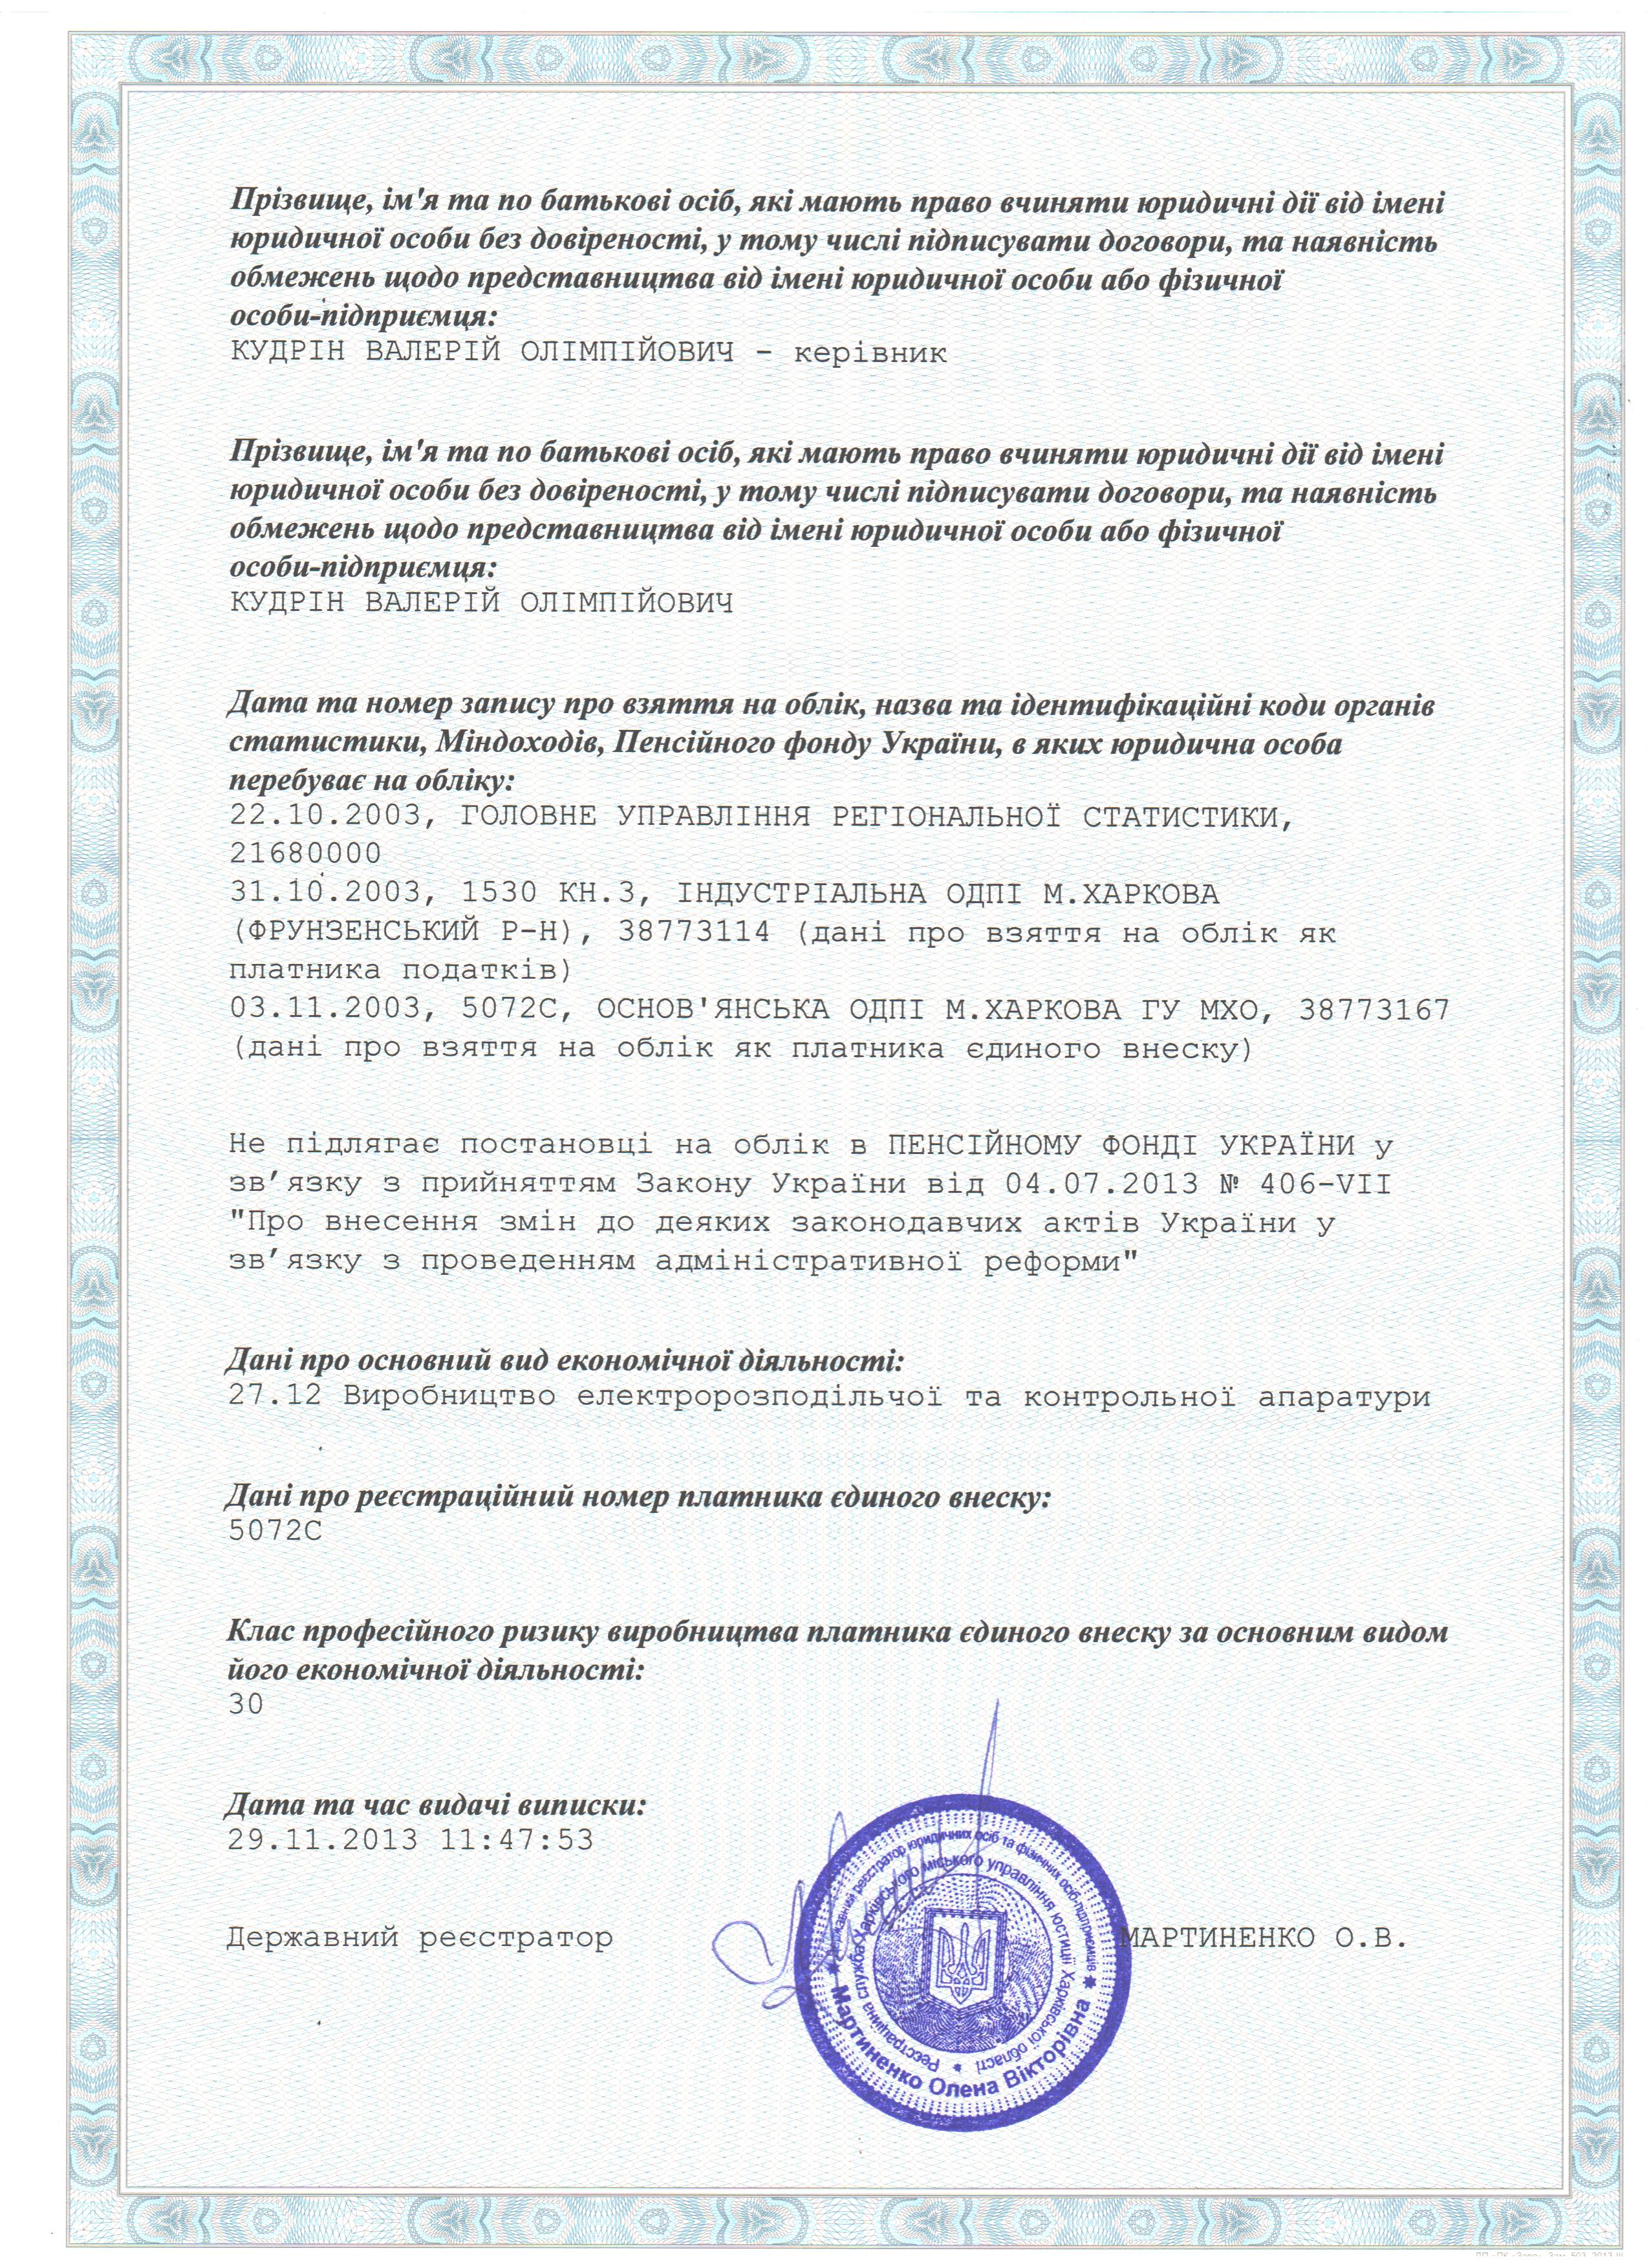 Прізвище, ім'я та по батькові осіб, які мають право вчиняти юридичні дії від імені
юридичної особи без довіреності, у тому числі підписувати договори, та наявність
обмежень щодо представництва від імені юридичної особи або фізичної
особи-підприємця:
КУДРІН ВАЛЕРІЙ ОЛІМПІЙОВИЧ - керівник
Прізвище, ім'я та по батькові осіб, які мають право вчиняти юридичні дії від імені
юридичної особи без довіреності, у тому числі підписувати договори, та наявність
обмежень щодо представництва від імені юридичної особи або фізичної
особи-підприємця:
КУДРІН ВАЛЕРІЙ ОЛІМПІЙОВИЧ
Дата та номер запису про взяття на облік, назва та ідентифікаційні коди органів
статистики, Міндоходів, Пенсійного фонду України, в яких юридична особа
перебуває на обліку:
22.10.2003, ГОЛОВНЕ УПРАВЛІННЯ РЕГІОНАЛЬНОЇ СТАТИСТИКИ,
21680000
31.10.2003, 1530 КН.3, ІНДУСТРІАЛЬНА ОДПІ М.ХАРКОВА
(ФРУНЗЕНСЬКИЙ Р-Н), 38773114 (дані про взяття на облік як
платника податків)
03.11.2003, 5072С, ОСНОВ'ЯНСЬКА ОДПІ М.ХАРКОВА ГУ МХО, 38773167
(дані про взяття на облік як платника єдиного внеску)
Не підлягає постановці на облік в ПЕНСІЙНОМУ ФОНДІ УКРАЇНИ у
зв’язку з прийняттям Закону України від 04.07.2013 № 406-VII
"Про внесення змін до деяких законодавчих актів України у
зв’язку з проведенням адміністративної реформи"
Дані про основний вид економічної діяльності:
27.12 Виробництво електророзподільчої та контрольної апаратури
Дані про реєстраційний номер платника єдиного внеску:
5072С
Клас професійного ризику виробництва платника єдиного внеску за основним видом
його економічної діяльності:
30
Дата та час видачі виписки:
29.11.2013 11:47:53
Державний реєстратор
МАРТИНЕНКО О.В.
Державний реєстратор юридичних осіб та фізичних осіб-підприємців
Реєстраційна служба Харківського міського управління юстиції Харківської області
Мартиненко Олена Вікторівна